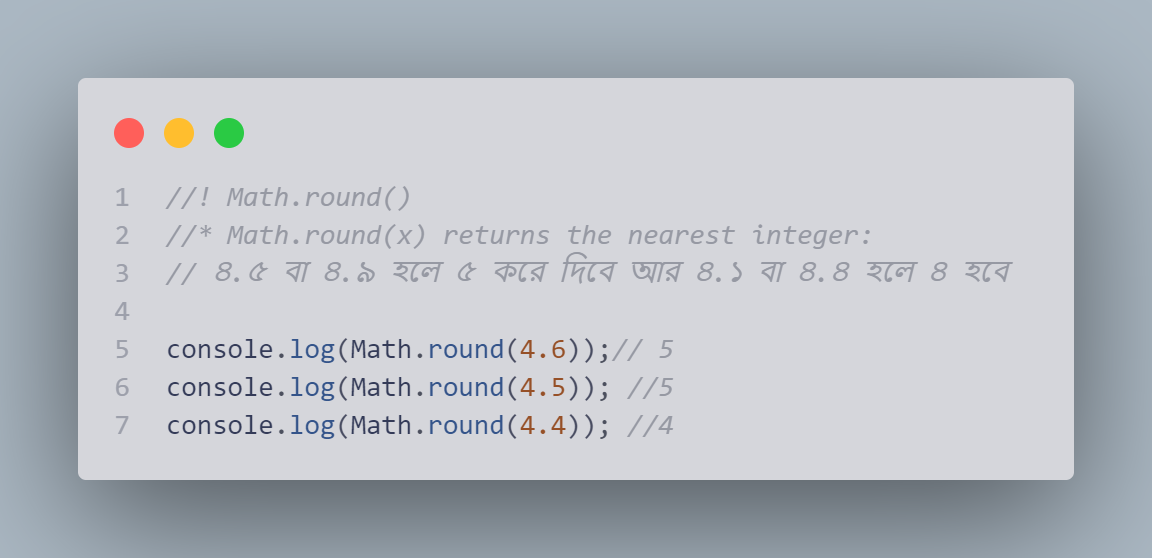 1 //! Math.round()
2 //* Math.round(x) returns the nearest integer:
3 // ৪.৫ বা ৪.৯ হলে ৫ করে দিবে আর ৪.১ বা ৪.৪ হলে ৪ হবে
4
5 console.log(Math.round(4.6));// 5
6 console.log(Math.round(4.5)); //5
7 console.log(Math.round(4.4)); //4